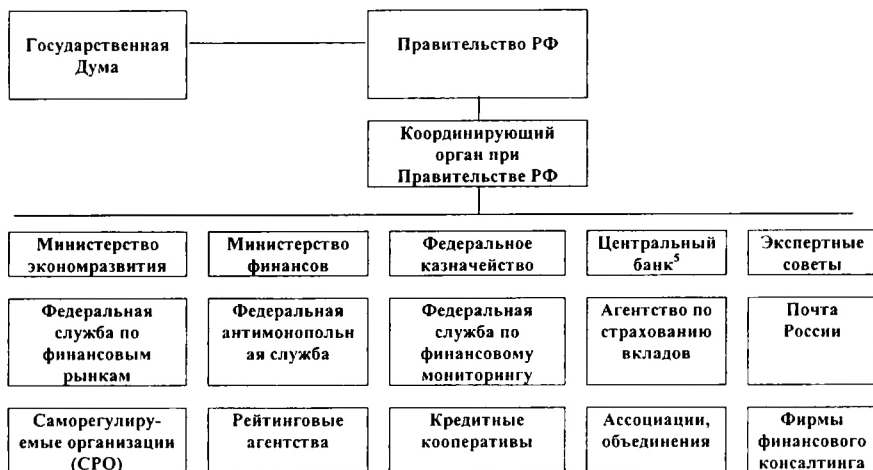 Государственная
Дума
Правительство РФ
Координирующий
орган при
Правительстве РФ
Министерство
экономразвития
Министерство
финансов
Федеральное
казначейство
Центральный
банк⁵
Экспертные
советы
Федеральная
служба по
финансовым
рынкам
Федеральная
антимонопольн
ая служба
Федеральная
служба по
финансовому
мониторингу
Агентство по
страхованию
вкладов
Почта
России
Саморегулируе-
мые организации
(СРО)
Рейтинговые
агентства
Кредитные
кооперативы
Ассоциации,
объединения
Фирмы
финансового
консалтинга